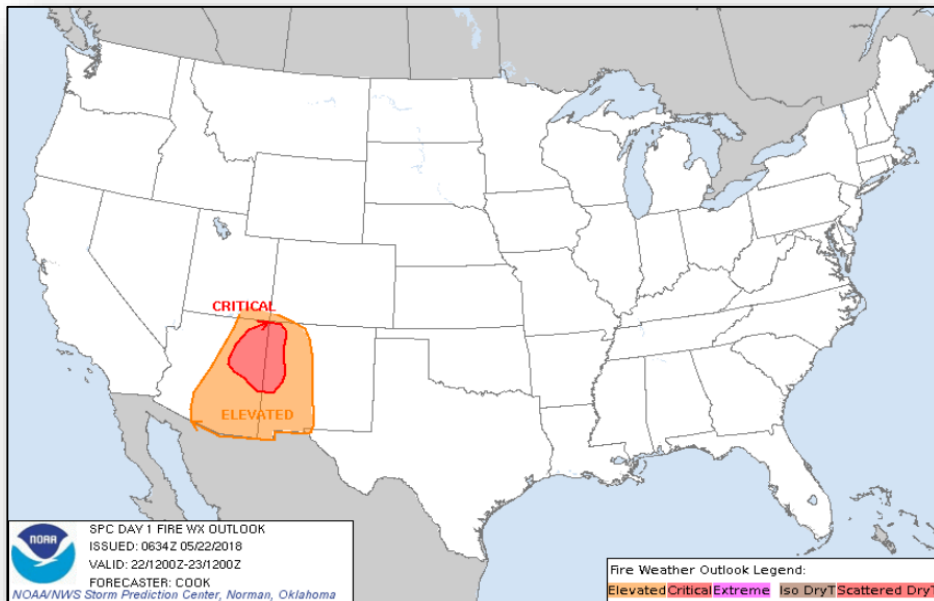 CRITICAL
ELEVATED
NOAA
SPC DAY 1 FIRE WX OUTLOOK
ISSUED: 0634Z 05/22/2018
VALID: 22/1200Z-23/1200Z
FORECASTER: COOK
NOAA/NWS Storm Prediction Center, Norman, Oklahoma
Fire Weather Outlook Legend:
Elevated Critical Extreme Iso DryT Scattered DryT